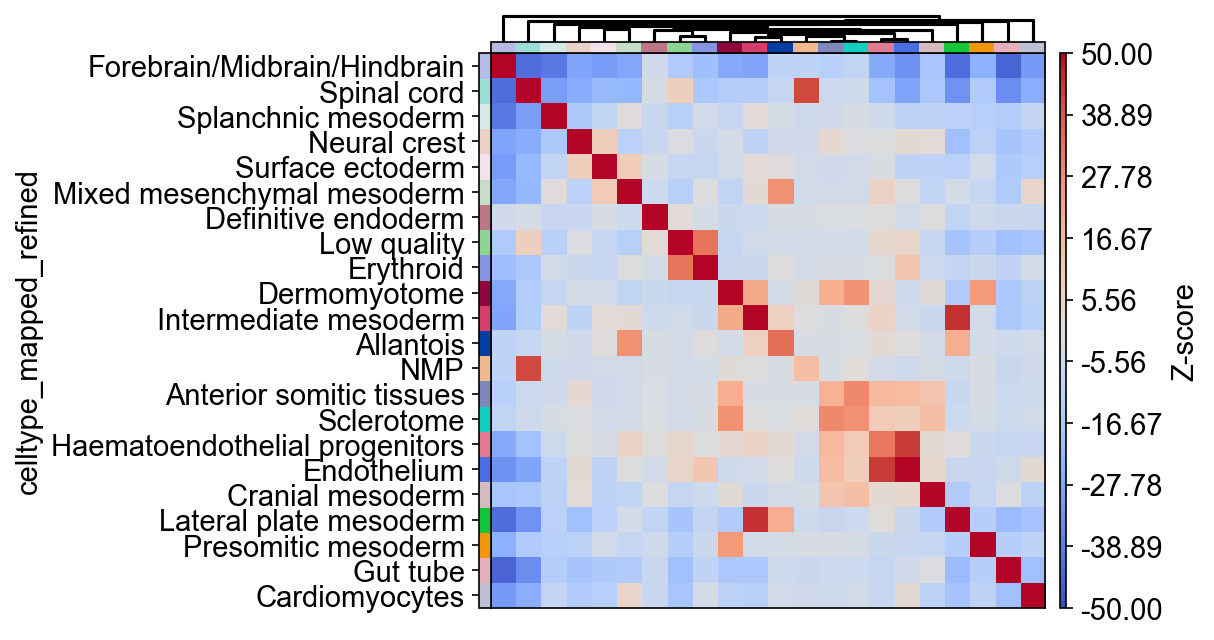 celltype_mapped_refined
Forebrain/Midbrain/Hindbrain
Spinal cord
Splanchnic mesoderm
Neural crest
Surface ectoderm
Mixed mesenchymal mesoderm
Definitive endoderm
Low quality
Erythroid
Dermomyotome
Intermediate mesoderm
Allantois
NMP
Anterior somitic tissues
Sclerotome
Haematoendothelial progenitors
Endothelium
Cranial mesoderm
Lateral plate mesoderm
Presomitic mesoderm
Gut tube
Cardiomyocytes
50.00
38.89
27.78
16.67
5.56
-5.56
-16.67
-27.78
-38.89
-50.00
Z-score